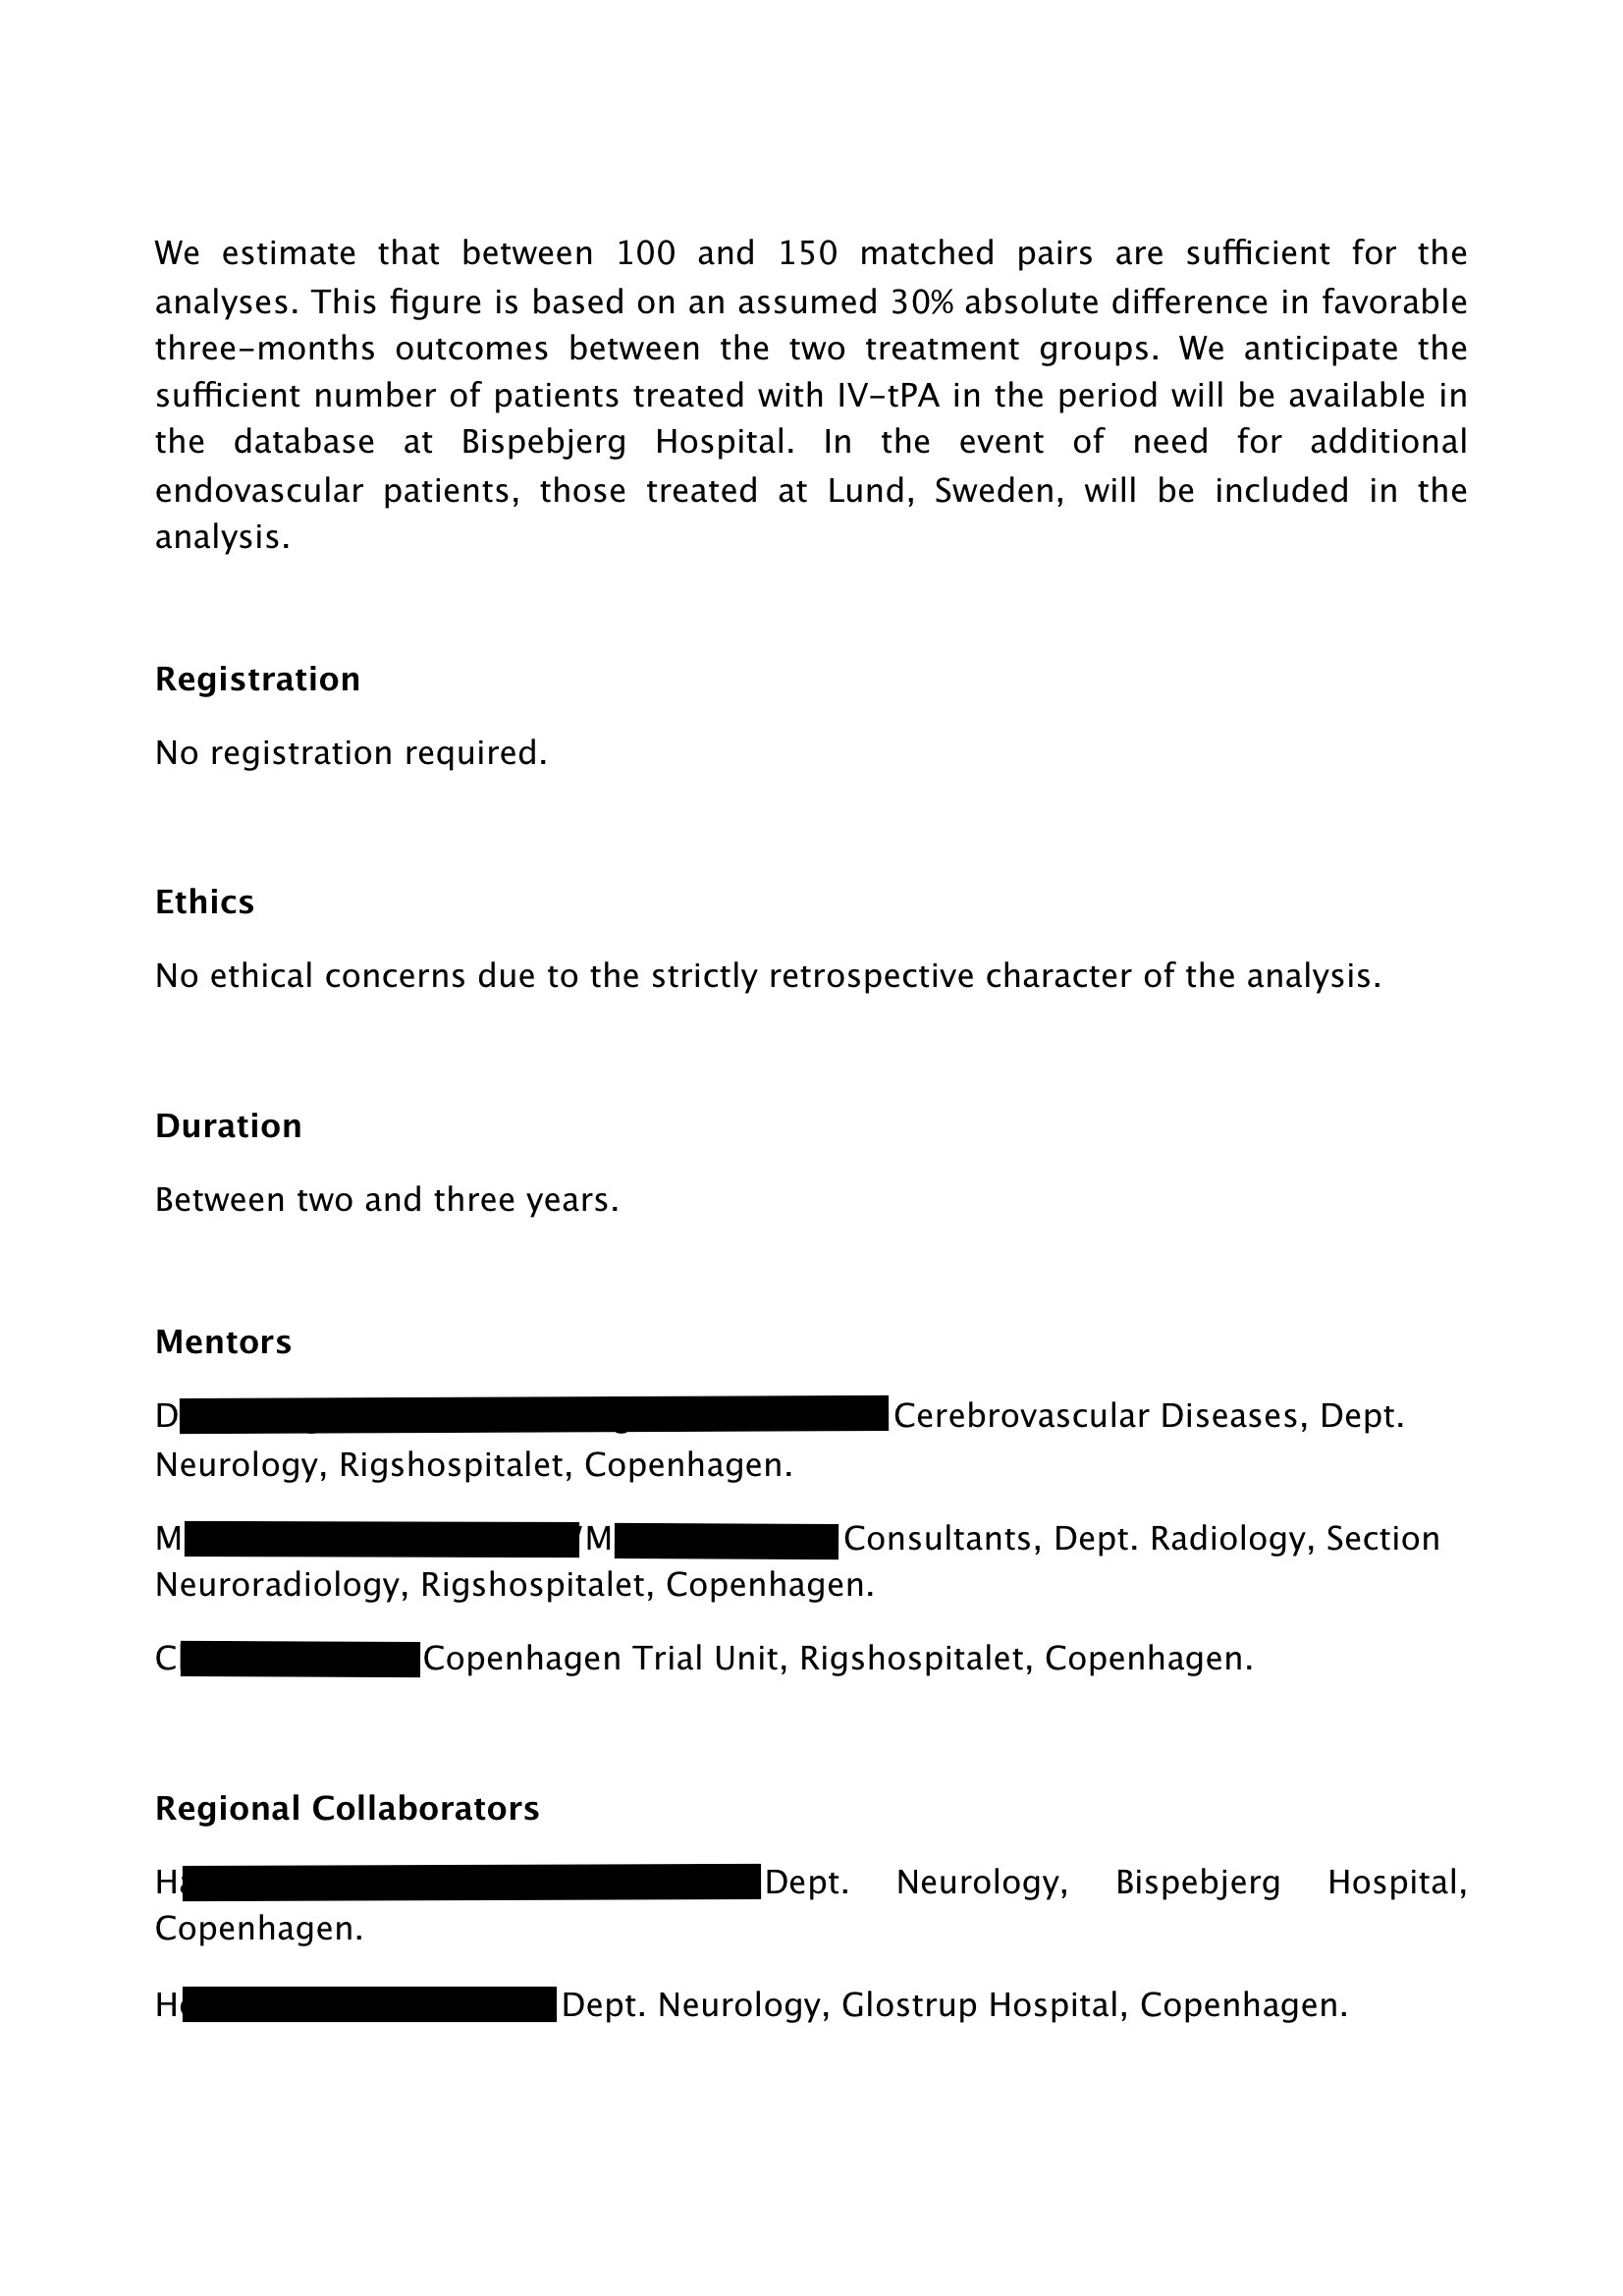 We estimate that between 100 and 150 matched pairs are sufficient for the
analyses. This figure is based on an assumed 30% absolute difference in favorable
three-months outcomes between the two treatment groups. We anticipate the
sufficient number of patients treated with IV-tPA in the period will be available in
the database at Bispebjerg Hospital. In the event of need for additional
endovascular patients, those treated at Lund, Sweden, will be included in the
analysis.
Registration
No registration required.
Ethics
No ethical concerns due to the strictly retrospective character of the analysis.
Duration
Between two and three years.
Mentors
Cerebrovascular Diseases, Dept.
Neurology, Rigshospitalet, Copenhagen.
Consultants, Dept. Radiology, Section
Neuroradiology, Rigshospitalet, Copenhagen.
Copenhagen Trial Unit, Rigshospitalet, Copenhagen.
Regional Collaborators
Dept. Neurology, Bispebjerg Hospital,
Copenhagen.
Dept. Neurology, Glostrup Hospital, Copenhagen.